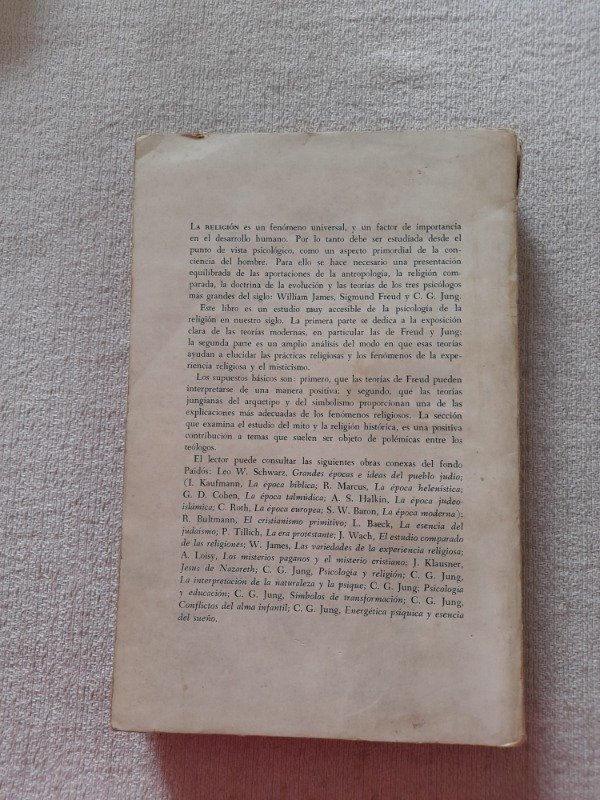 LA RELIGIÓN es un fenómeno universal, y un factor de importancia
en el desarrollo humano. Por lo tanto debe ser estudiada desde el
punto de vista psicológico, como un aspecto primordial de la con-
ciencia del hombre. Para ello se hace necesario una presentación
equilibrada de las aportaciones de la antropología, la religión com-
parada, la doctrina de la evolución y las teorías de los tres psicólogos
más grandes del siglo: William James, Sigmund Freud y C. G. Jung.
Este libro es un estudio muy accesible de la psicología de la
religión en nuestro siglo. La primera parte se dedica a la exposición
clara de las teorías modernas, en particular las de Freud y Jung;
la segunda parte es un amplio análisis del modo en que esas teorías
ayudan a elucidar las prácticas religiosas y los fenómenos de la expe-
riencia religiosa y el misticismo.
Los supuestos básicos son: primero, que las teorías de Freud pueden
interpretarse de una manera positiva; y segundo, que las teorías
jungianas del arquetipo y del simbolismo proporcionan una de las
explicaciones más adecuadas de los fenómenos religiosos. La sección
que examina el estudio del mito y la religión histórica, es una positiva
contribución a temas que suelen ser objeto de polémicas entre los
teólogos.
El lector puede consultar las siguientes obras conexas del fondo
Paidós: Leo W. Schwarz, Grandes épocas e ideas del pueblo judío;
(I. Kaufmann, La época bíblica; R. Marcus, La época helenística;
G. D. Cohen, La época talmúdica; A. S. Halkin, La época judeo-
islámica; C. Roth, La época europea; S. W. Baron, La época moderna);
R. Bultmann, El cristianismo primitivo; L. Baeck, La esencia del
judaísmo; P. Tillich, La era protestante; J. Wach, El estudio comparado
de las religiones; W. James, Las variedades de la experiencia religiosa;
A. Loisy, Los misterios paganos y el misterio cristiano; J. Klausner,
Jesús de Nazareth; C. G. Jung, Psicología y religión; C. G. Jung,
La interpretación de la naturaleza y la psique; C. G. Jung; Psicología
y educación; C. G. Jung, Símbolos de transformación; C. G. Jung,
Conflictos del alma infantil; C. G. Jung, Energética psíquica y esencia
del sueño.